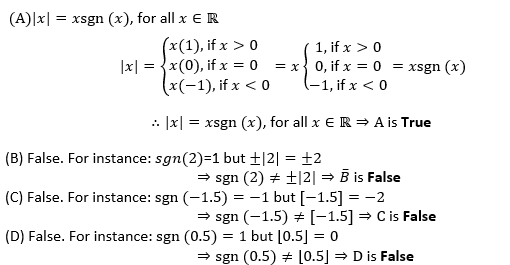 (A)|x| = xsgn (x), for all x ∈ ℝ
|x| = { x(1), if x > 0
x(0), if x = 0
x(−1), if x < 0
= x { 1, if x > 0
0, if x = 0
−1, if x < 0
= xsgn (x)
∴ |x| = xsgn (x), for all x ∈ ℝ ⇒ A is True
(B) False. For instance: sgn(2)=1 but ±|2| = ±2
⇒ sgn (2) ≠ ±|2| ⇒ B̄ is False
(C) False. For instance: sgn (−1.5) = −1 but [−1.5] = −2
⇒ sgn (−1.5) ≠ [−1.5] ⇒ C is False
(D) False. For instance: sgn (0.5) = 1 but ⌊0.5⌋ = 0
⇒ sgn (0.5) ≠ ⌊0.5⌋ ⇒ D is False